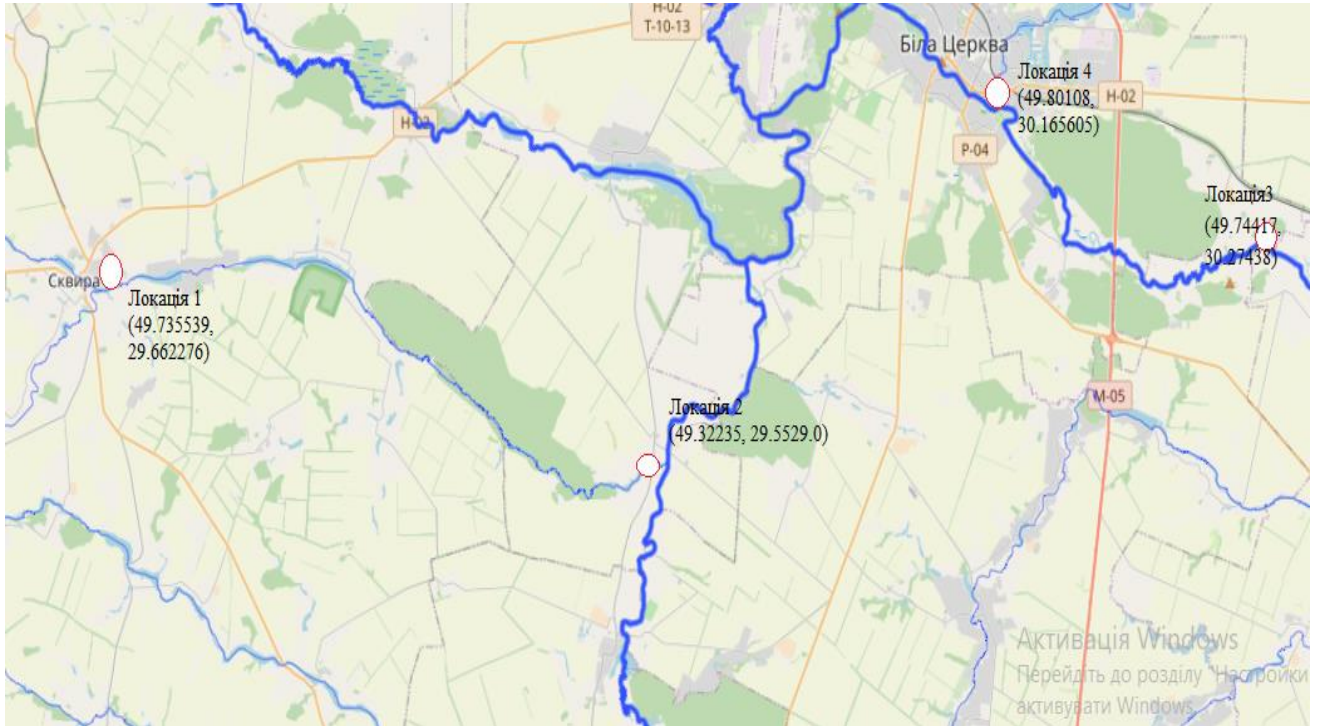 Н-02
Т-10-13
Біла Церква
Локація 4
(49.80108,
30.165605)
Н-02
Н-02
Р-04
Локація3
(49.74417,
30.27438)
Сквира
Локація 1
(49.735539,
29.662276)
М-05
Локація 2
(49.32235, 29.5529.0)
Активація Windows
Перейдіть до розділу "Настройки
активувати Windows.